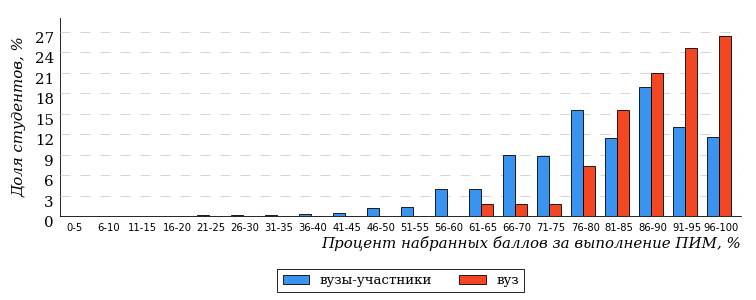 Доля студентов, %
27
24
21
18
15
12
9
6
3
0
0-5 6-10 11-15 16-20 21-25 26-30 31-35 36-40 41-45 46-50 51-55 56-60 61-65 66-70 71-75 76-80 81-85 86-90 91-95 96-100
Процент набранных баллов за выполнение ПИМ, %
вузы-участники вуз